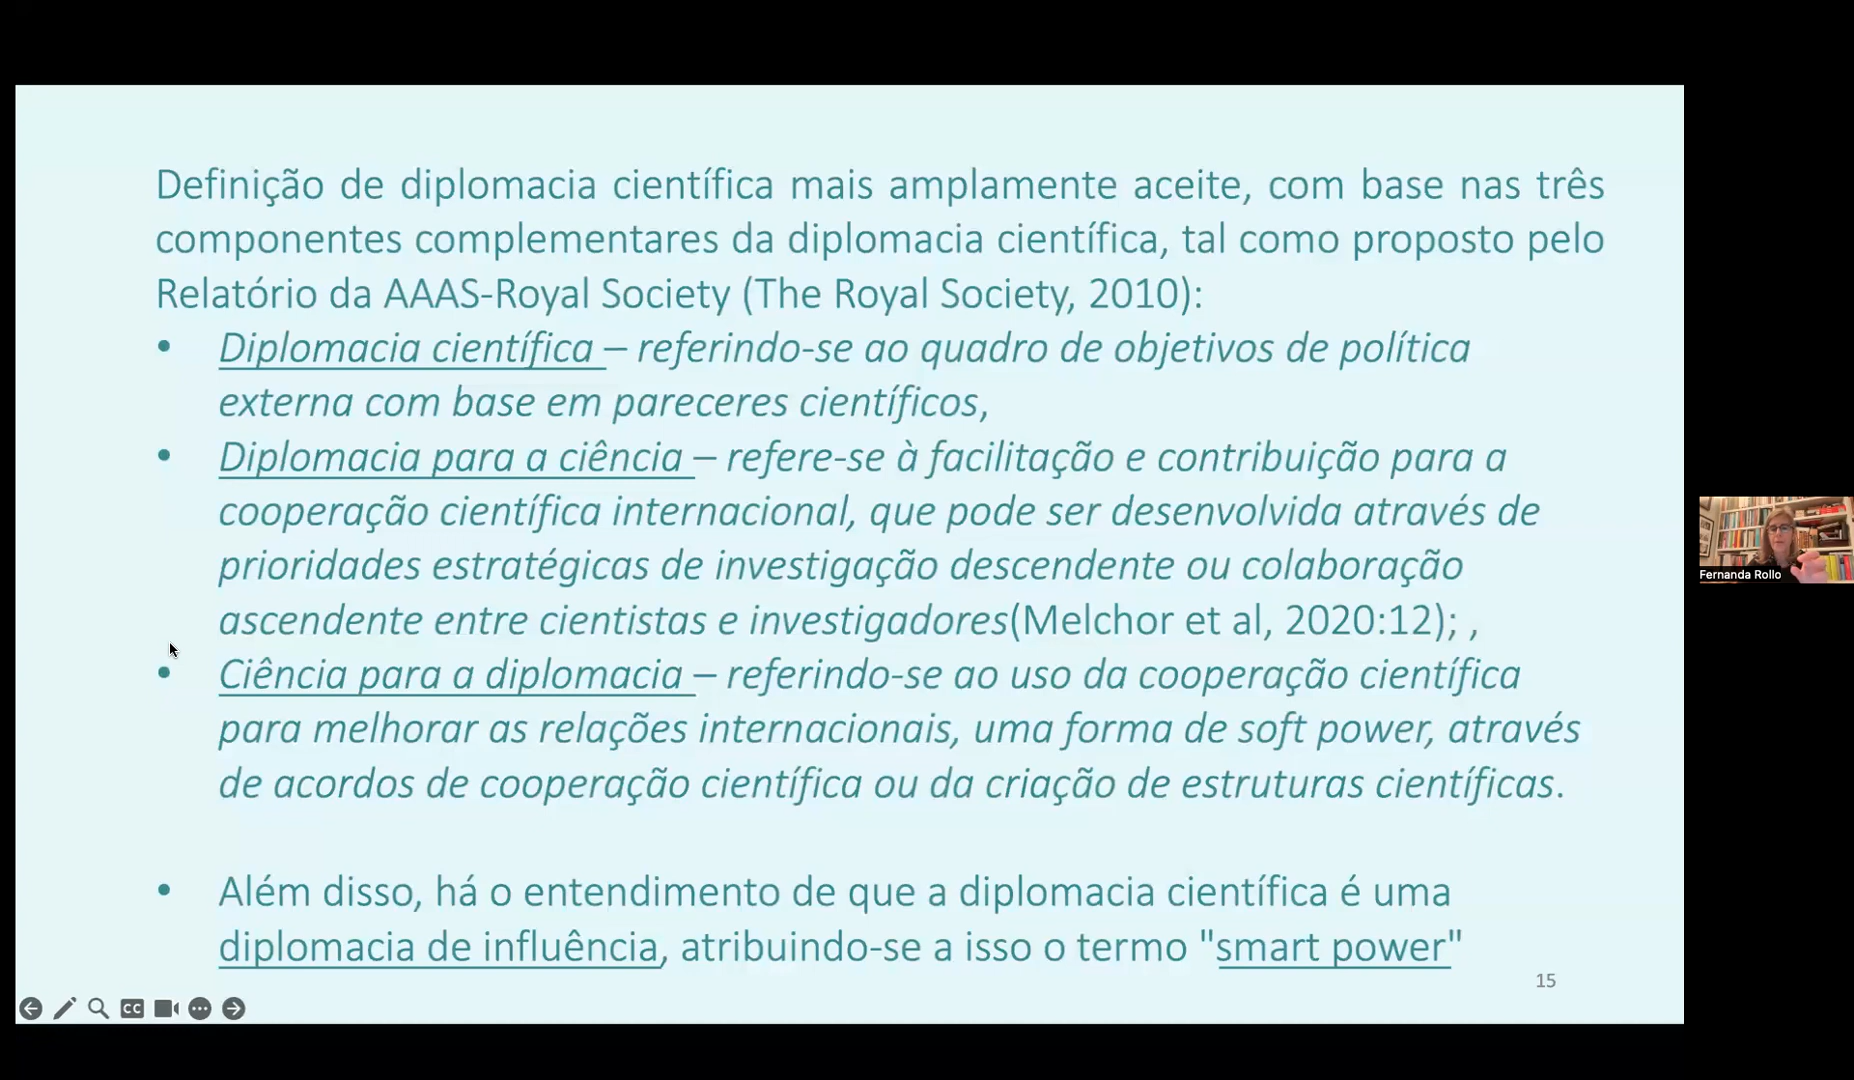 Definição de diplomacia científica mais amplamente aceite, com base nas três
componentes complementares da diplomacia científica, tal como proposto pelo
Relatório da AAAS-Royal Society (The Royal Society, 2010):
• Diplomacia científica – referindo-se ao quadro de objetivos de política
externa com base em pareceres científicos,
• Diplomacia para a ciência – refere-se à facilitação e contribuição para a
cooperação científica internacional, que pode ser desenvolvida através de
prioridades estratégicas de investigação descendente ou colaboração
ascendente entre cientistas e investigadores(Melchor et al, 2020:12); ,
• Ciência para a diplomacia – referindo-se ao uso da cooperação científica
para melhorar as relações internacionais, uma forma de soft power, através
de acordos de cooperação científica ou da criação de estruturas científicas.
• Além disso, há o entendimento de que a diplomacia científica é uma
diplomacia de influência, atribuindo-se a isso o termo "smart power"
15
CC
Fernanda Rollo